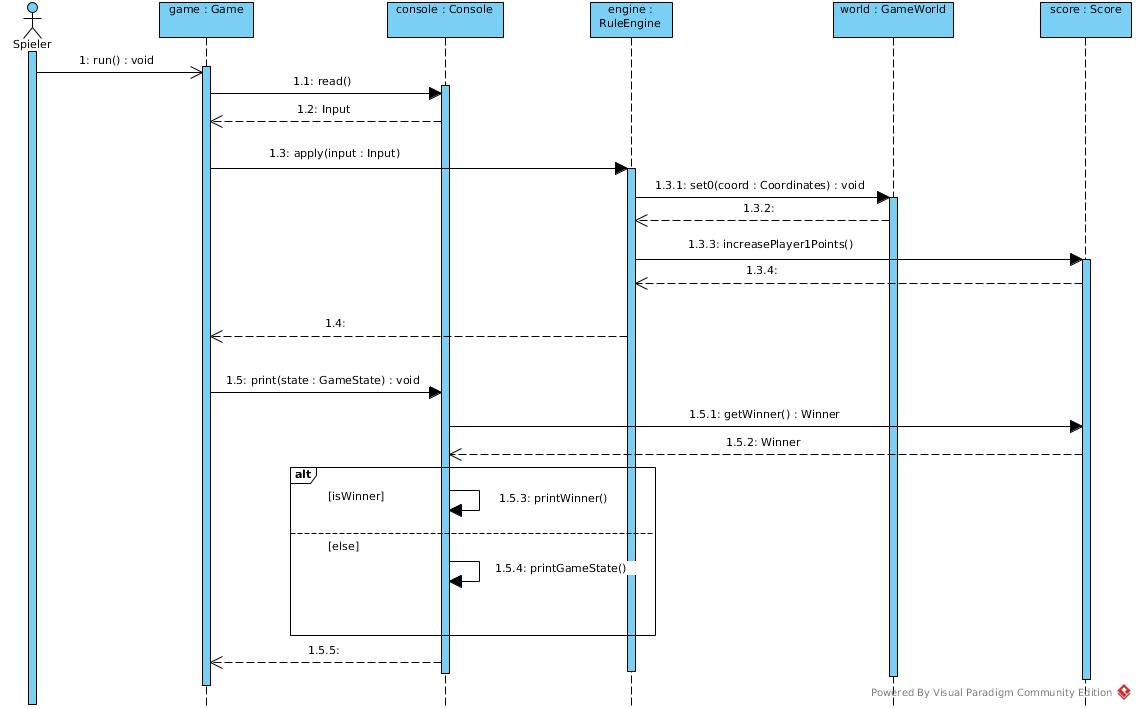 game : Game
console : Console
engine :
RuleEngine
world : GameWorld
score : Score
Spieler
1: run() : void
1.1: read()
1.2: Input
1.3: apply(input : Input)
1.3.1: set0(coord : Coordinates) : void
1.3.2:
1.3.3: increasePlayer1Points()
1.3.4:
1.4:
1.5: print(state : GameState) : void
1.5.1: getWinner() : Winner
1.5.2: Winner
alt
[isWinner]
1.5.3: printWinner()
[else]
1.5.4: printGameState()
1.5.5:
Powered By Visual Paradigm Community Edition